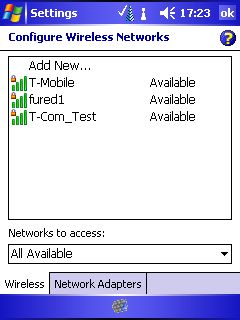 Settings 17:23 ok
Configure Wireless Networks ?
Add New...
T-Mobile Available
fured1 Available
T-Com_Test Available
Networks to access:
All Available
Wireless Network Adapters